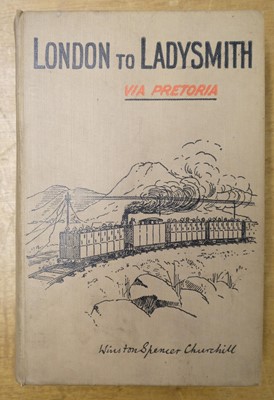 LONDON TO LADYSMITH
VIA PRETORIA
Winston Spencer Churchill